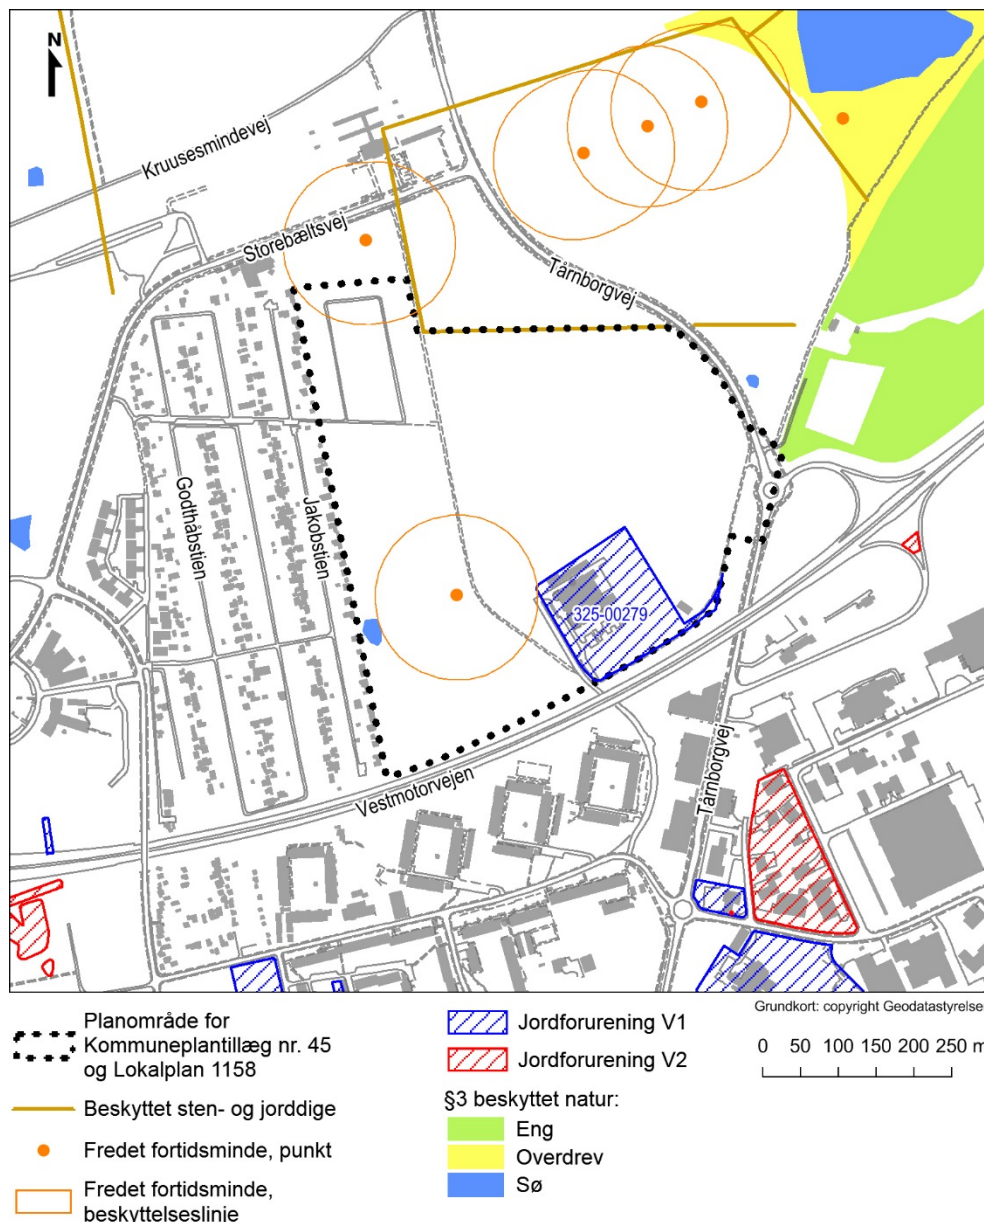 N
Kruusesmindevej
Storebæltsvej
Tårnborgvej
Godthåbstien
Jakobstien
325-00279
Vestmotorvejen
Tårnborgvej
Grundkort: copyright Geodatastyrelsen
Planområde for
Kommuneplantillæg nr. 45
og Lokalplan 1158
Beskyttet sten- og jorddige
Fredet fortidsminde, punkt
Fredet fortidsminde,
beskyttelseslinje
Jordforurening V1
Jordforurening V2
§3 beskyttet natur:
Eng
Overdrev
Sø
0 50 100 150 200 250 m